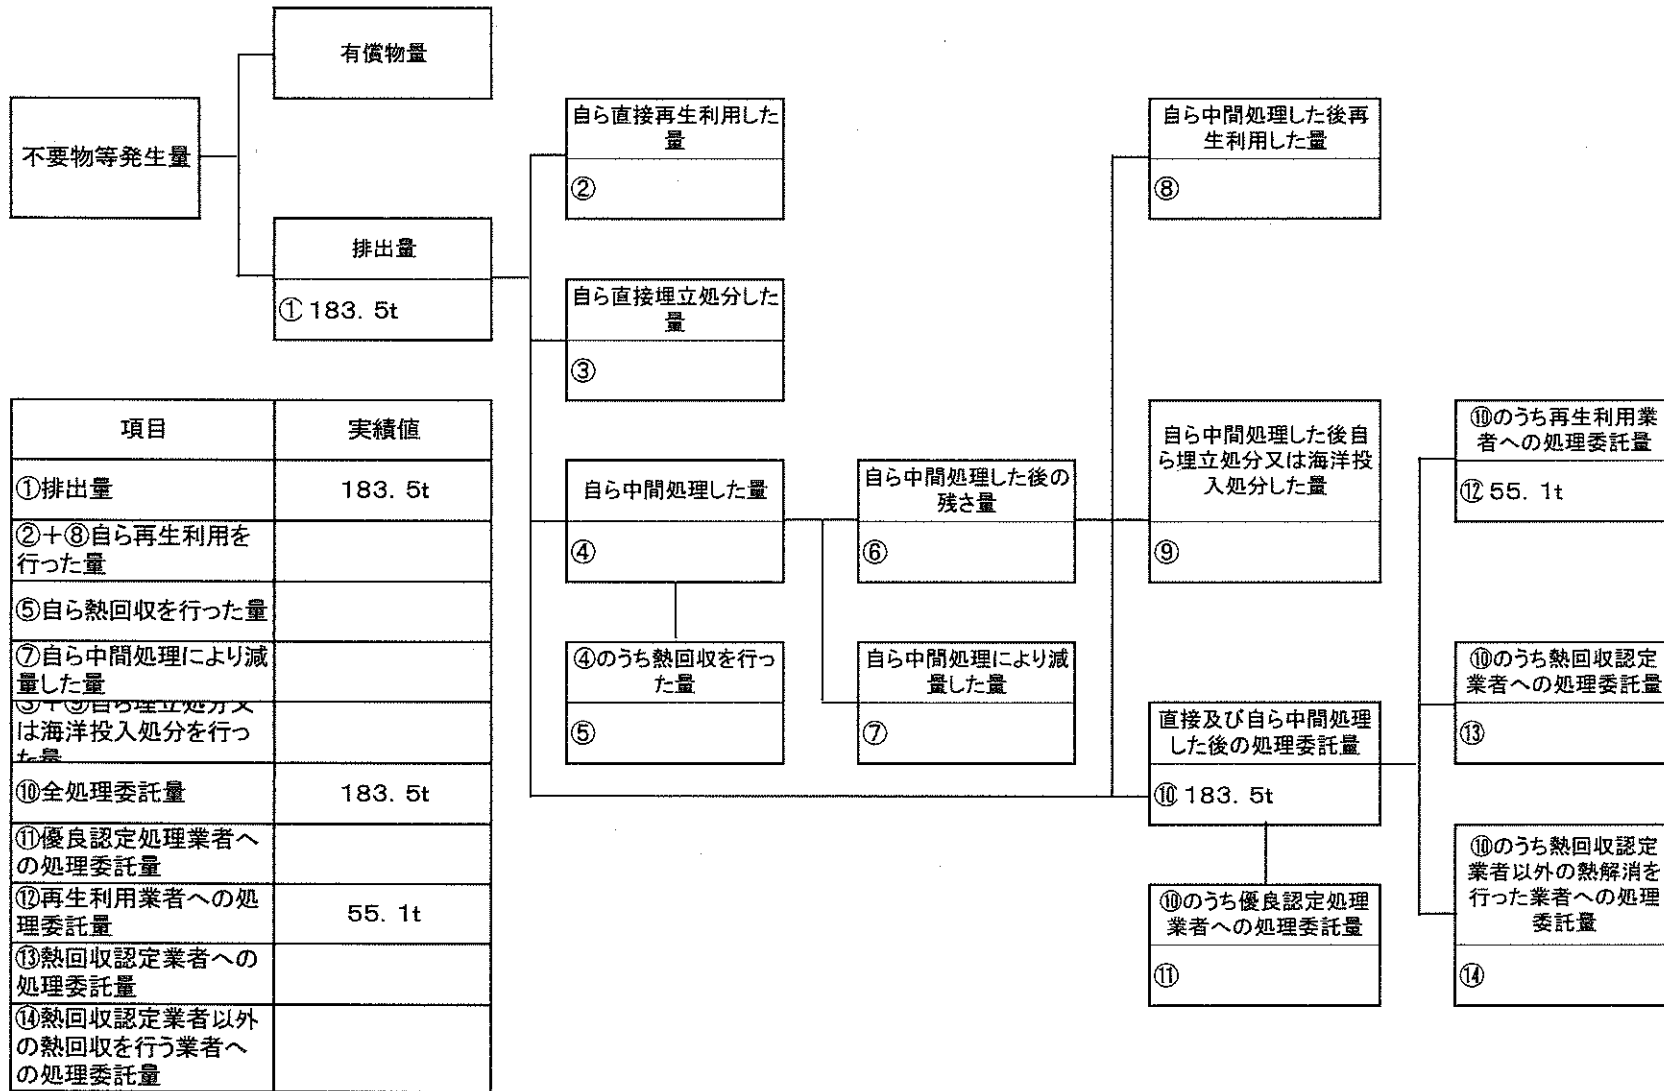 有償物量
不要物等発生量
排出量
① 183. 5t
自ら直接再生利用した
量
②
自ら直接埋立処分した
量
③
自ら中間処理した量
④
④のうち熱回収を行っ
た量
⑤
自ら中間処理した後の
残さ量
⑥
自ら中間処理により減
量した量
⑦
自ら中間処理した後再
生利用した量
⑧
自ら中間処理した後自
ら埋立処分又は海洋投
入処分した量
⑨
直接及び自ら中間処理
した後の処理委託量
⑩ 183. 5t
⑩のうち優良認定処理
業者への処理委託量
⑪
⑩のうち再生利用業
者への処理委託量
⑫ 55. 1t
⑩のうち熱回収認定
業者への処理委託量
⑬
⑩のうち熱回収認定
業者以外の熱解消を
行った業者への処理
委託量
⑭
項目 実績値
①排出量 183. 5t
②+⑧自ら再生利用を
行った量
⑤自ら熱回収を行った量
⑦自ら中間処理により減
量した量
③+⑨自ら埋立処分又
は海洋投入処分を行っ
た量
⑩全処理委託量 183. 5t
⑪優良認定処理業者へ
の処理委託量
⑫再生利用業者への処
理委託量 55. 1t
⑬熱回収認定業者への
処理委託量
⑭熱回収認定業者以外
の熱回収を行う業者へ
の処理委託量